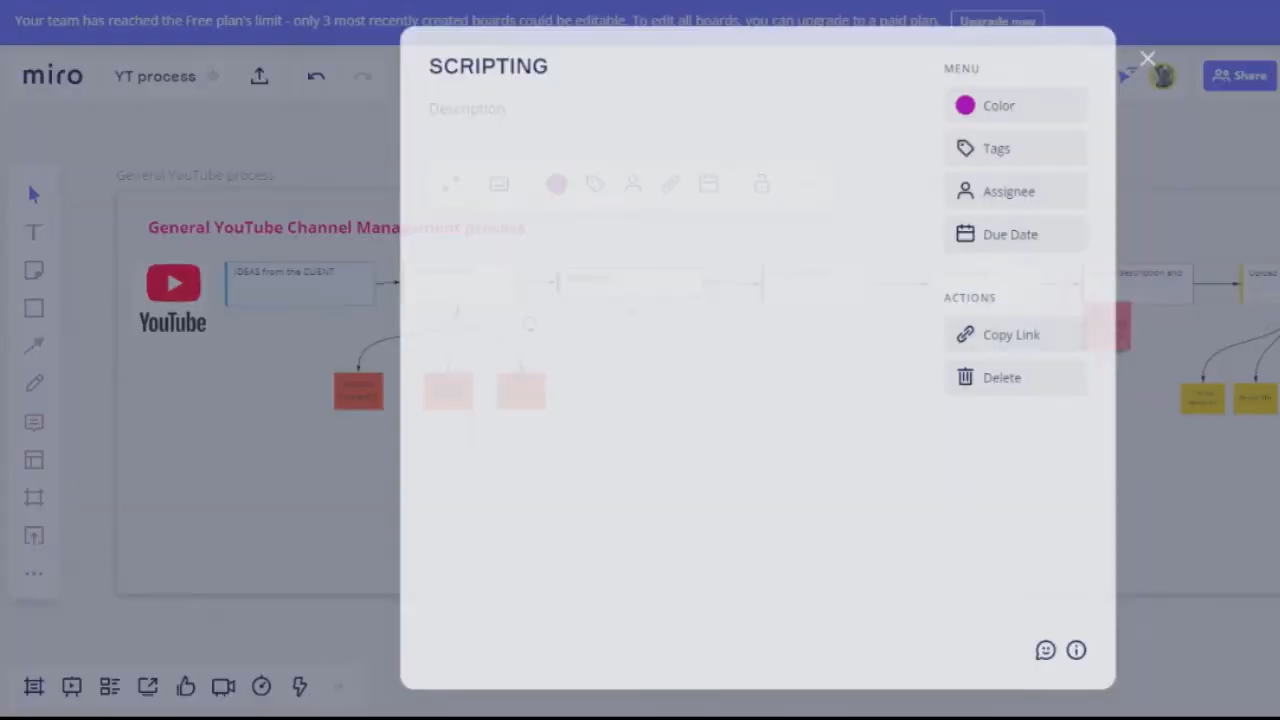 Your team has reached the Free plan's limit - only 3 most recently created boards could be editable. To edit all boards, you can upgrade to a paid plan.
Upgrade now
miro
YT process
Share
SCRIPTING
Description
MENU
Color
Tags
Assignee
Due Date
ACTIONS
Copy Link
Delete
General YouTube process
General YouTube Channel Management process
IDEAS from the CLIENT
description and
Upload
YouTube